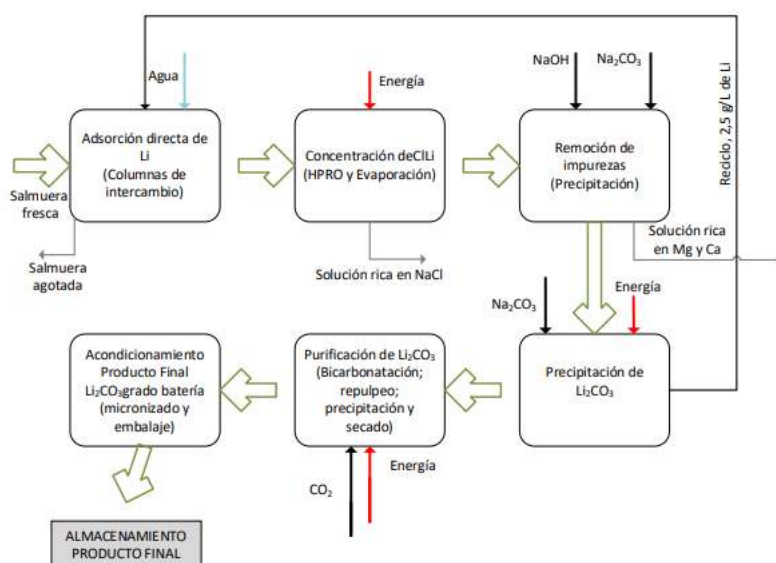 Agua
Energía
NaOH
Na₂CO₃
Adsorción directa de
Li
(Columnas de
intercambio)
Concentración deClLi
(HPRO y Evaporación)
Remoción de
impurezas
(Precipitación)
Reciclo, 2,5 g/L de Li
Salmuera
fresca
Salmuera
agotada
Solución rica en NaCl
Solución rica
en Mg y Ca
Na₂CO₃
Energía
Acondicionamiento
Producto Final
Li₂CO₃grado batería
(micronizado y
embalaje)
Purificación de Li₂CO₃
(Bicarbonatación;
repulpeo;
precipitación y
secado)
Precipitación de
Li₂CO₃
CO₂
Energía
ALMACENAMIENTO
PRODUCTO FINAL